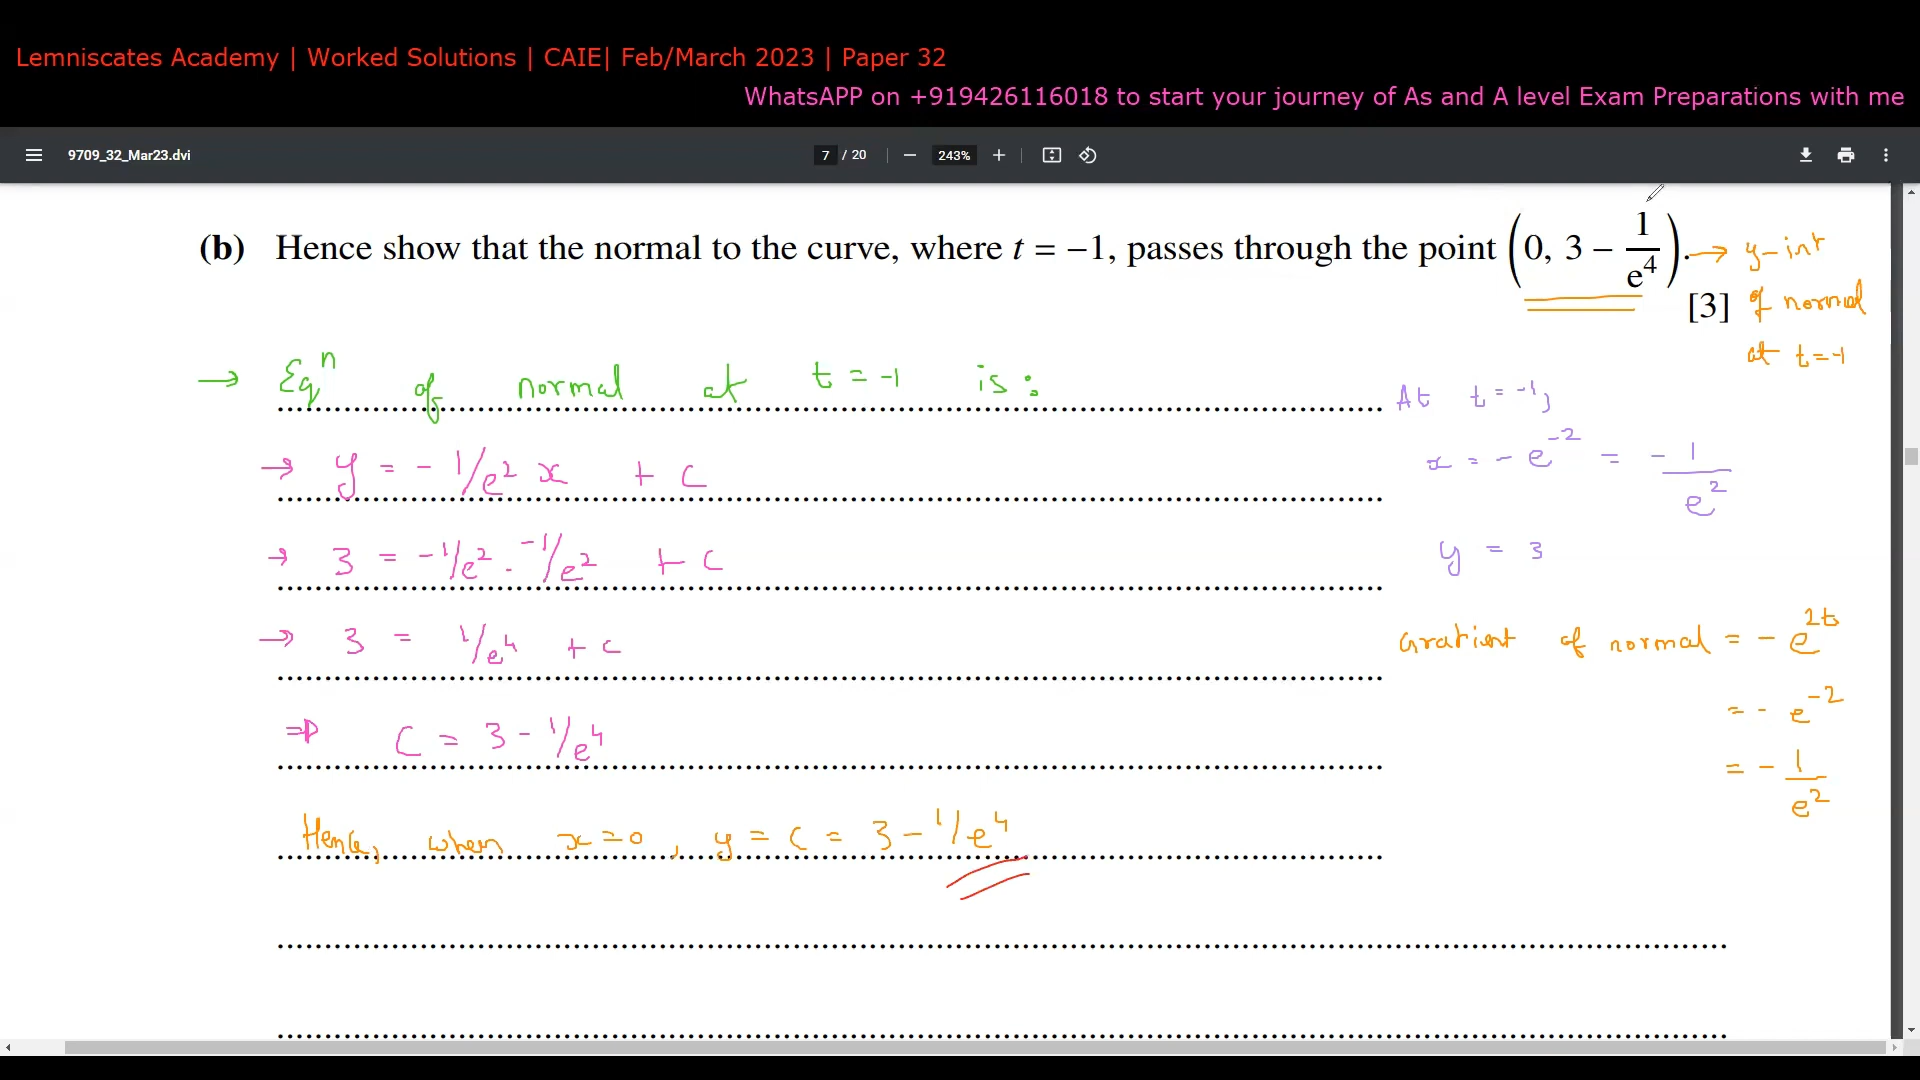 Lemniscates Academy | Worked Solutions | CAIE| Feb/March 2023 | Paper 32
WhatsAPP on +919426116018 to start your journey of As and A level Exam Preparations with me
9709_32_Mar23.dvi
7 / 20
243%
(b) Hence show that the normal to the curve, where t = −1, passes through the point (0, 3 − 1/e⁴).
[3]
→ y-int
of normal
at t=-1
→ Eqⁿ of normal at t = -1 is :
→ y = - 1/e² x + c
→ 3 = -1/e² . -1/e² + c
→ 3 = 1/e⁴ + c
⇒ C = 3 - 1/e⁴
Hence, when x=0, y = c = 3 - 1/e⁴
At t = -1,
x = - e⁻² = - 1/e²
y = 3
Gratient of normal = - e²ᵗ
= - e⁻²
= - 1/e²